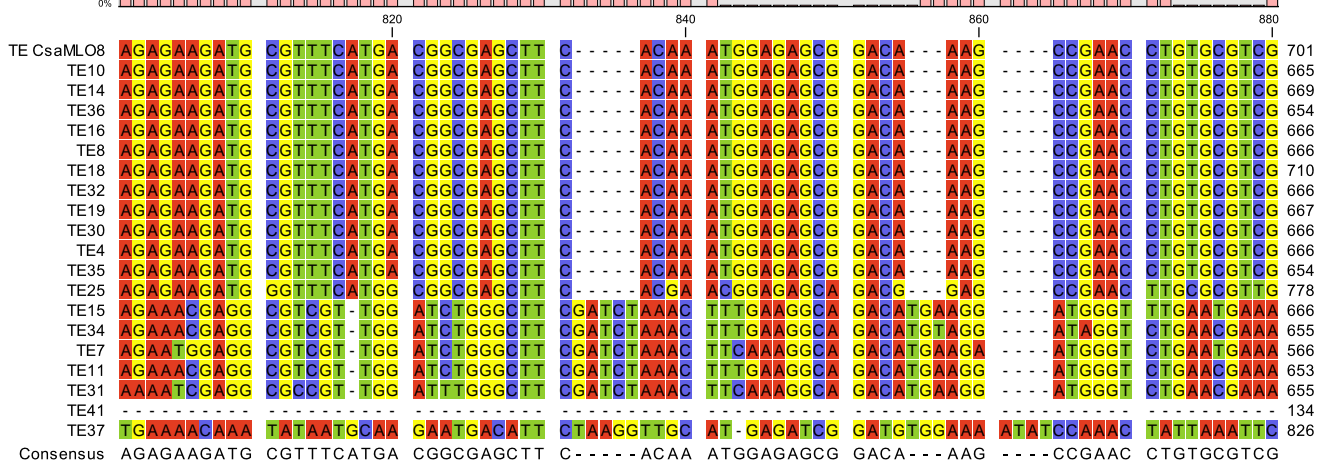 0%
820 840 860 880
TE CsaMLO8 AGAGAAGATG CGTTTCATGA CGGCGAGCTT C-----ACAA ATGGAGAGCG GACA---AAG ----CCGAAC CTGTGCGTCG 701
TE10 AGAGAAGATG CGTTTCATGA CGGCGAGCTT C-----ACAA ATGGAGAGCG GACA---AAG ----CCGAAC CTGTGCGTCG 665
TE14 AGAGAAGATG CGTTTCATGA CGGCGAGCTT C-----ACAA ATGGAGAGCG GACA---AAG ----CCGAAC CTGTGCGTCG 669
TE36 AGAGAAGATG CGTTTCATGA CGGCGAGCTT C-----ACAA ATGGAGAGCG GACA---AAG ----CCGAAC CTGTGCGTCG 654
TE16 AGAGAAGATG CGTTTCATGA CGGCGAGCTT C-----ACAA ATGGAGAGCG GACA---AAG ----CCGAAC CTGTGCGTCG 666
TE8 AGAGAAGATG CGTTTCATGA CGGCGAGCTT C-----ACAA ATGGAGAGCG GACA---AAG ----CCGAAC CTGTGCGTCG 666
TE18 AGAGAAGATG CGTTTCATGA CGGCGAGCTT C-----ACAA ATGGAGAGCG GACA---AAG ----CCGAAC CTGTGCGTCG 710
TE32 AGAGAAGATG CGTTTCATGA CGGCGAGCTT C-----ACAA ATGGAGAGCG GACA---AAG ----CCGAAC CTGTGCGTCG 666
TE19 AGAGAAGATG CGTTTCATGA CGGCGAGCTT C-----ACAA ATGGAGAGCG GACA---AAG ----CCGAAC CTGTGCGTCG 667
TE30 AGAGAAGATG CGTTTCATGA CGGCGAGCTT C-----ACAA ATGGAGAGCG GACA---AAG ----CCGAAC CTGTGCGTCG 666
TE4 AGAGAAGATG CGTTTCATGA CGGCGAGCTT C-----ACAA ATGGAGAGCG GACA---AAG ----CCGAAC CTGTGCGTCG 666
TE35 AGAGAAGATG CGTTTCATGA CGGCGAGCTT C-----ACAA ATGGAGAGCG GACA---AAG ----CCGAAC CTGTGCGTCG 654
TE25 AGAGAAGATG GGTTTCATGG CGGCGAGCTT C-----ACGA ACGGAGAGCA GACG---GAG ----CCGAAC TTGCGCGTTG 778
TE15 AGAAACGAGG CGTCGT-TGG ATCTGGGCTT CGATCTAAAC TTTGAAGGCA GACATGAAGG ----ATGGGT TTGAATGAAA 666
TE34 AGAAACGAGG CGTCGT-TGG ATCTGGGCTT CGATCTAAAC TTTGAAGGCA GACATGTAGG ----ATAGGT CTGAACGAAA 655
TE7 AGAATGGAGG CGTCGT-TGG ATCTGGGCTT CGATCTAAAC TTCAAAGGCA GACATGAAGA ----ATGGGT CTGAATGAAA 566
TE11 AGAAACGAGG CGTCGT-TGG ATCTGGGCTT CGATCTAAAC TTTGAAGGCA GACATGAAGG ----ATGGGT CTGAACGAAA 653
TE31 AAAATCGAGG CGCCGT-TGG ATTTGGGCTT CGATCTAAAC TTCAAAGGCA GACATGAAGG ----ATGGGT CTGAACGAAA 655
TE41 ---------- ---------- ---------- ---------- ---------- ---------- ---------- ---------- 134
TE37 TGAAAACAAA TATAATGCAA GAATGACATT CTAAGGTTGC AT-GAGATCG GATGTGGAAA ATATCCAAAC TATTAAATTC 826
Consensus AGAGAAGATG CGTTTCATGA CGGCGAGCTT C-----ACAA ATGGAGAGCG GACA---AAG ----CCGAAC CTGTGCGTCG